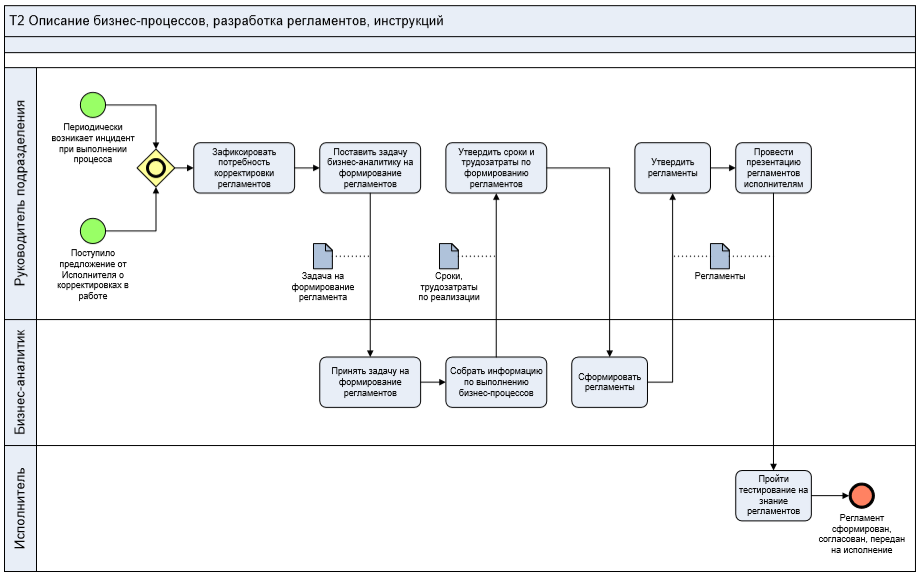 Т2 Описание бизнес-процессов, разработка регламентов, инструкций
Руководитель подразделения
Периодически
возникает инцидент
при выполнении
процесса
Поступило
предложение от
Исполнителя о
корректировках в
работе
Зафиксировать
потребность
корректировки
регламентов
Поставить задачу
бизнес-аналитику на
формирование
регламентов
Утвердить сроки и
трудозатраты по
формированию
регламентов
Утвердить
регламенты
Провести
презентацию
регламентов
исполнителям
Задача на
формирование
регламента
Сроки,
трудозатраты
по реализации
Регламенты
Бизнес-аналитик
Принять задачу на
формирование
регламентов
Собрать информацию
по выполнению
бизнес-процессов
Сформировать
регламенты
Исполнитель
Пройти
тестирование на
знание
регламентов
Регламент
сформирован,
согласован, передан
на исполнение